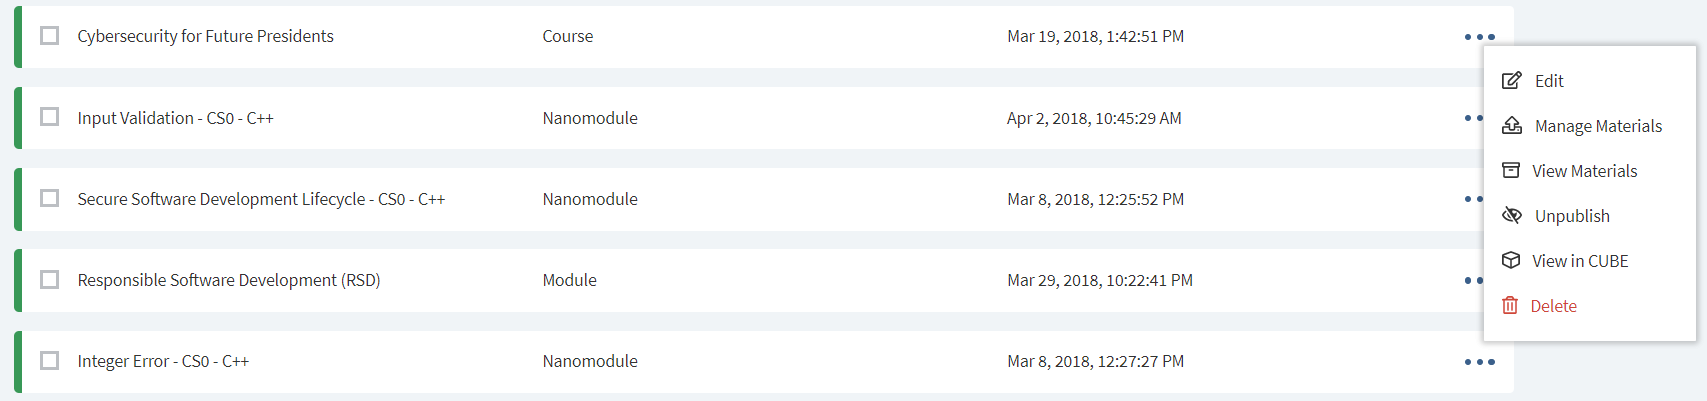 Cybersecurity for Future Presidents Course Mar 19, 2018, 1:42:51 PM
Input Validation - CS0 - C++ Nanomodule Apr 2, 2018, 10:45:29 AM
Secure Software Development Lifecycle - CS0 - C++ Nanomodule Mar 8, 2018, 12:25:52 PM
Responsible Software Development (RSD) Module Mar 29, 2018, 10:22:41 PM
Integer Error - CS0 - C++ Nanomodule Mar 8, 2018, 12:27:27 PM
Edit
Manage Materials
View Materials
Unpublish
View in CUBE
Delete